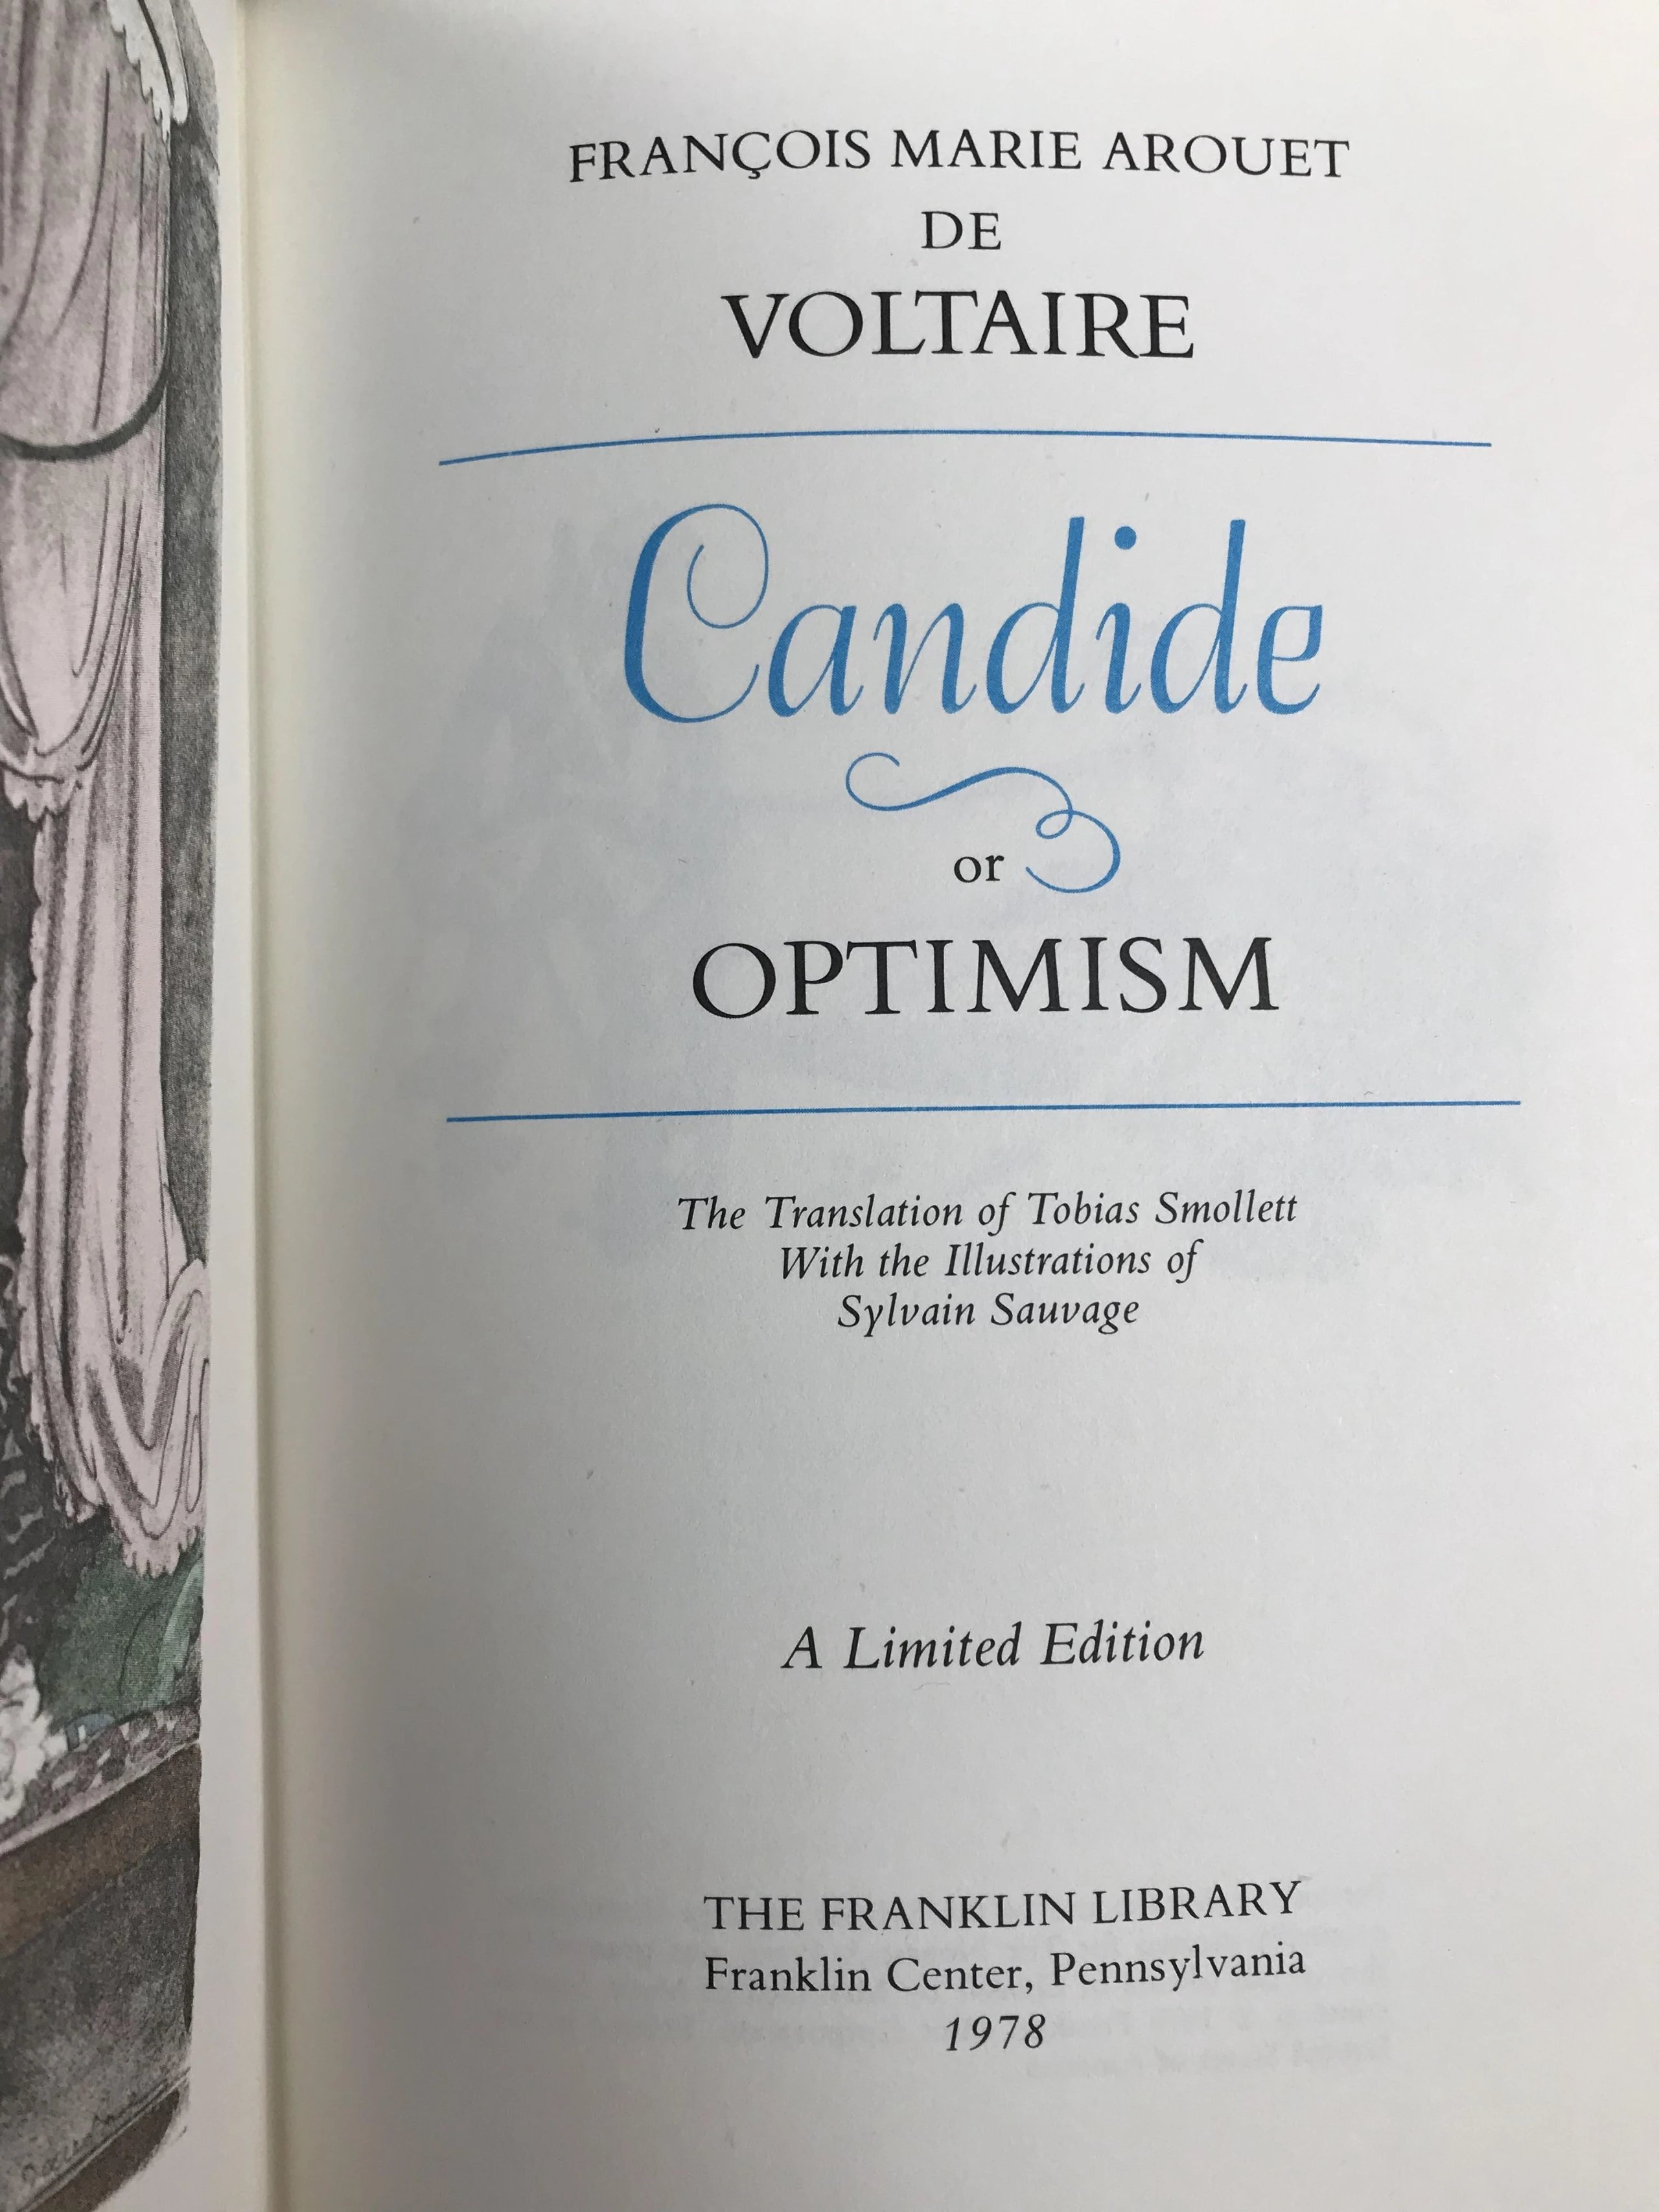 FRANÇOIS MARIE AROUET
DE
VOLTAIRE
Candide
or
OPTIMISM
The Translation of Tobias Smollett
With the Illustrations of
Sylvain Sauvage
A Limited Edition
THE FRANKLIN LIBRARY
Franklin Center, Pennsylvania
1978